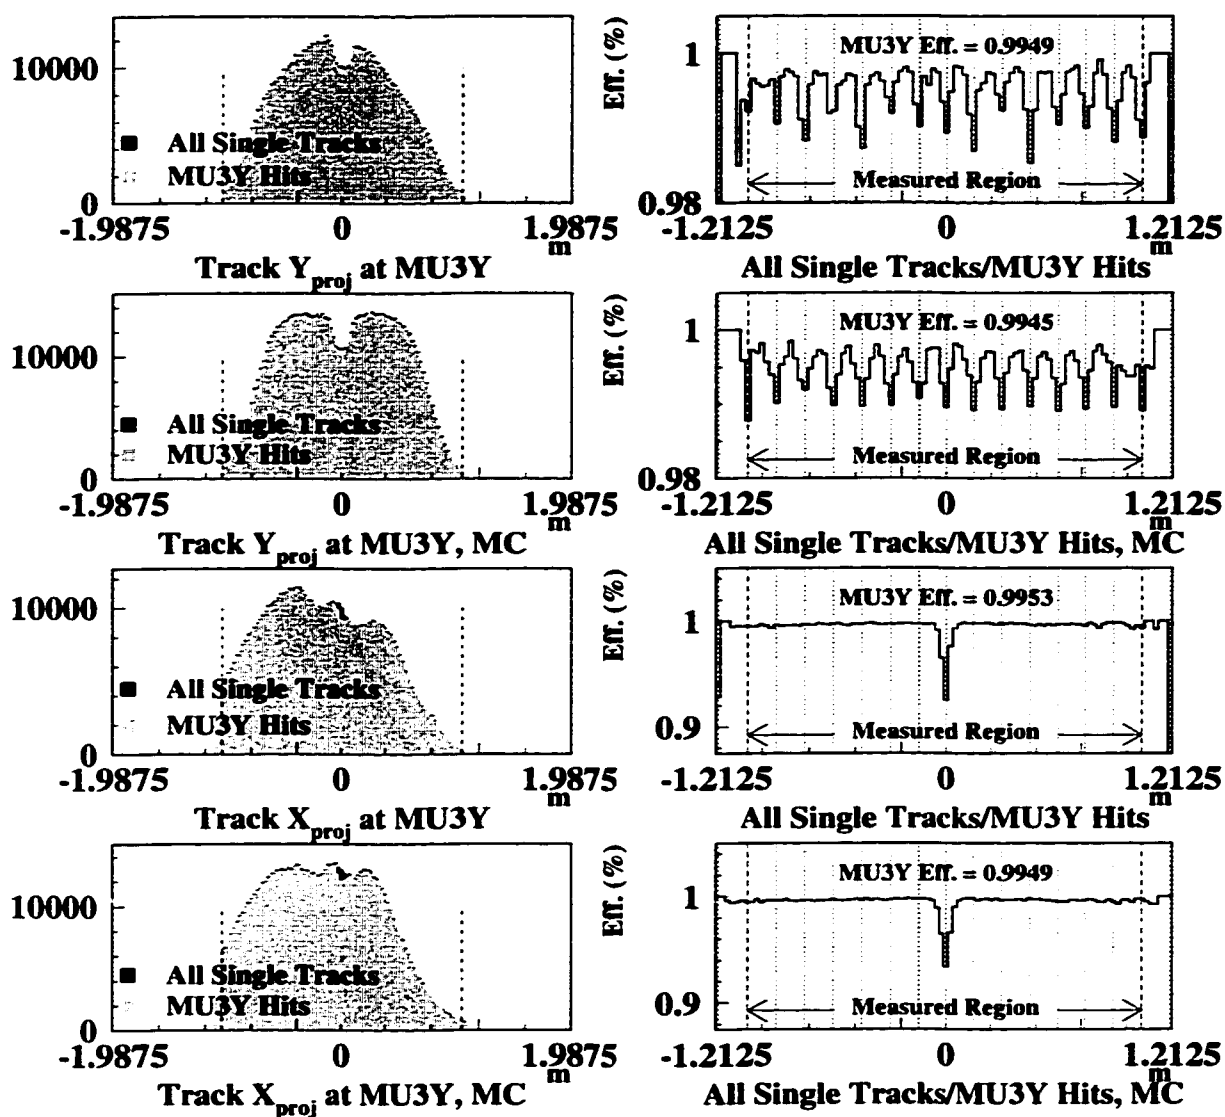 10000
0
All Single Tracks
MU3Y Hits
-1.9875 0 1.9875
m
Track Yproj at MU3Y
Eff. (%)
1
0.98
MU3Y Eff. = 0.9949
Measured Region
-1.2125 0 1.2125
m
All Single Tracks/MU3Y Hits
10000
0
All Single Tracks
MU3Y Hits
-1.9875 0 1.9875
m
Track Yproj at MU3Y, MC
Eff. (%)
1
0.98
MU3Y Eff. = 0.9945
Measured Region
-1.2125 0 1.2125
m
All Single Tracks/MU3Y Hits, MC
10000
0
All Single Tracks
MU3Y Hits
-1.9875 0 1.9875
m
Track Xproj at MU3Y
Eff. (%)
1
0.9
MU3Y Eff. = 0.9953
Measured Region
-1.2125 0 1.2125
m
All Single Tracks/MU3Y Hits
10000
0
All Single Tracks
MU3Y Hits
-1.9875 0 1.9875
m
Track Xproj at MU3Y, MC
Eff. (%)
1
0.9
MU3Y Eff. = 0.9949
Measured Region
-1.2125 0 1.2125
m
All Single Tracks/MU3Y Hits, MC